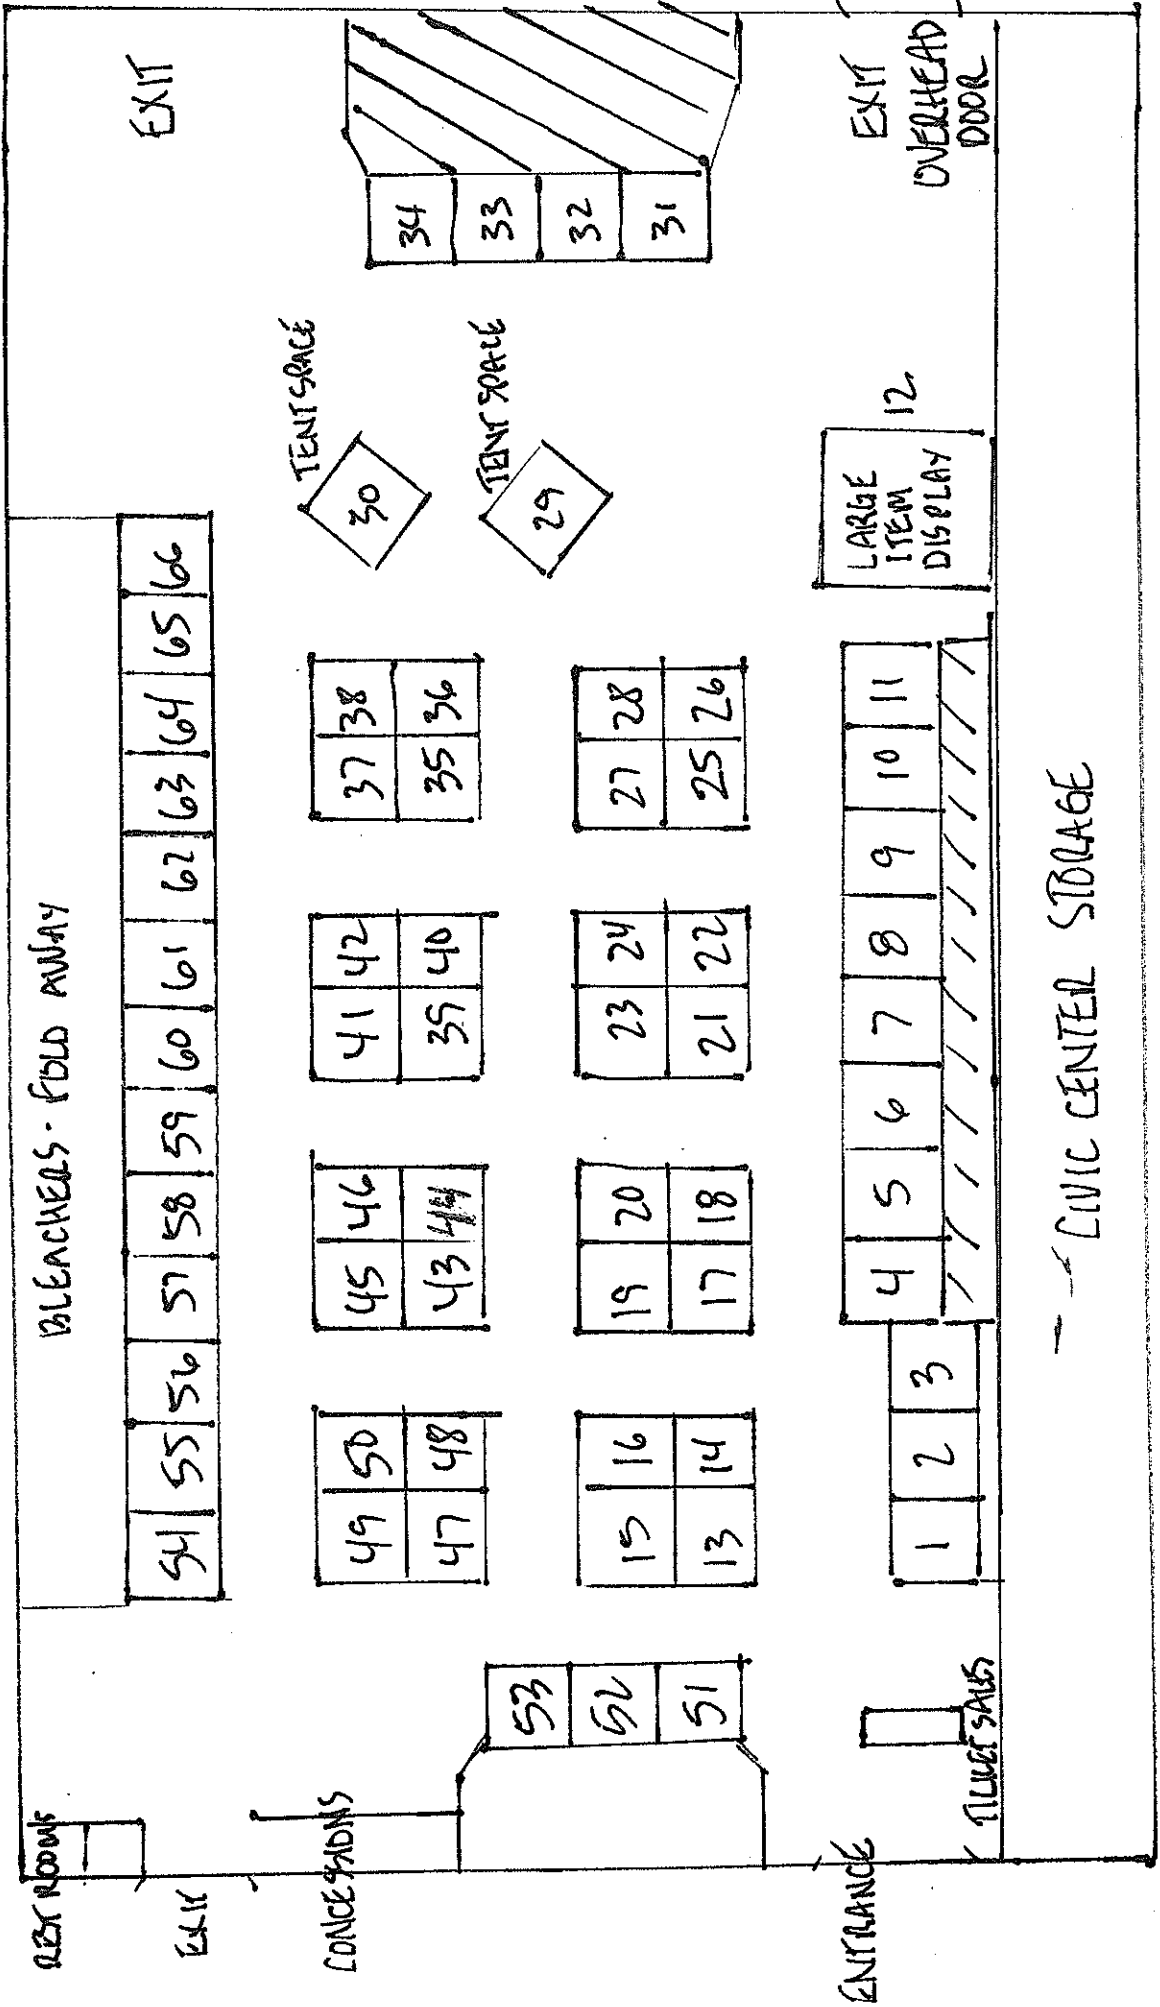 REST ROOMS
BLEACHERS - FOLD AWAY
EXIT
EXIT
54 55 56 57 58 59 60 61 62 63 64 65 66
CONCESSIONS
49 50 45 46 41 42 37 38
47 48 43 44 39 40 35 36
30
TENT SPACE
34
33
32
31
53
52
51
15 16 19 20 23 24 27 28
13 14 17 18 21 22 25 26
29
TENT SPACE
ENTRANCE
1 2 3
4 5 6 7 8 9 10 11
LARGE
ITEM
DISPLAY
12
EXIT
OVERHEAD
DOOR
TICKET SALES
CIVIC CENTER STORAGE